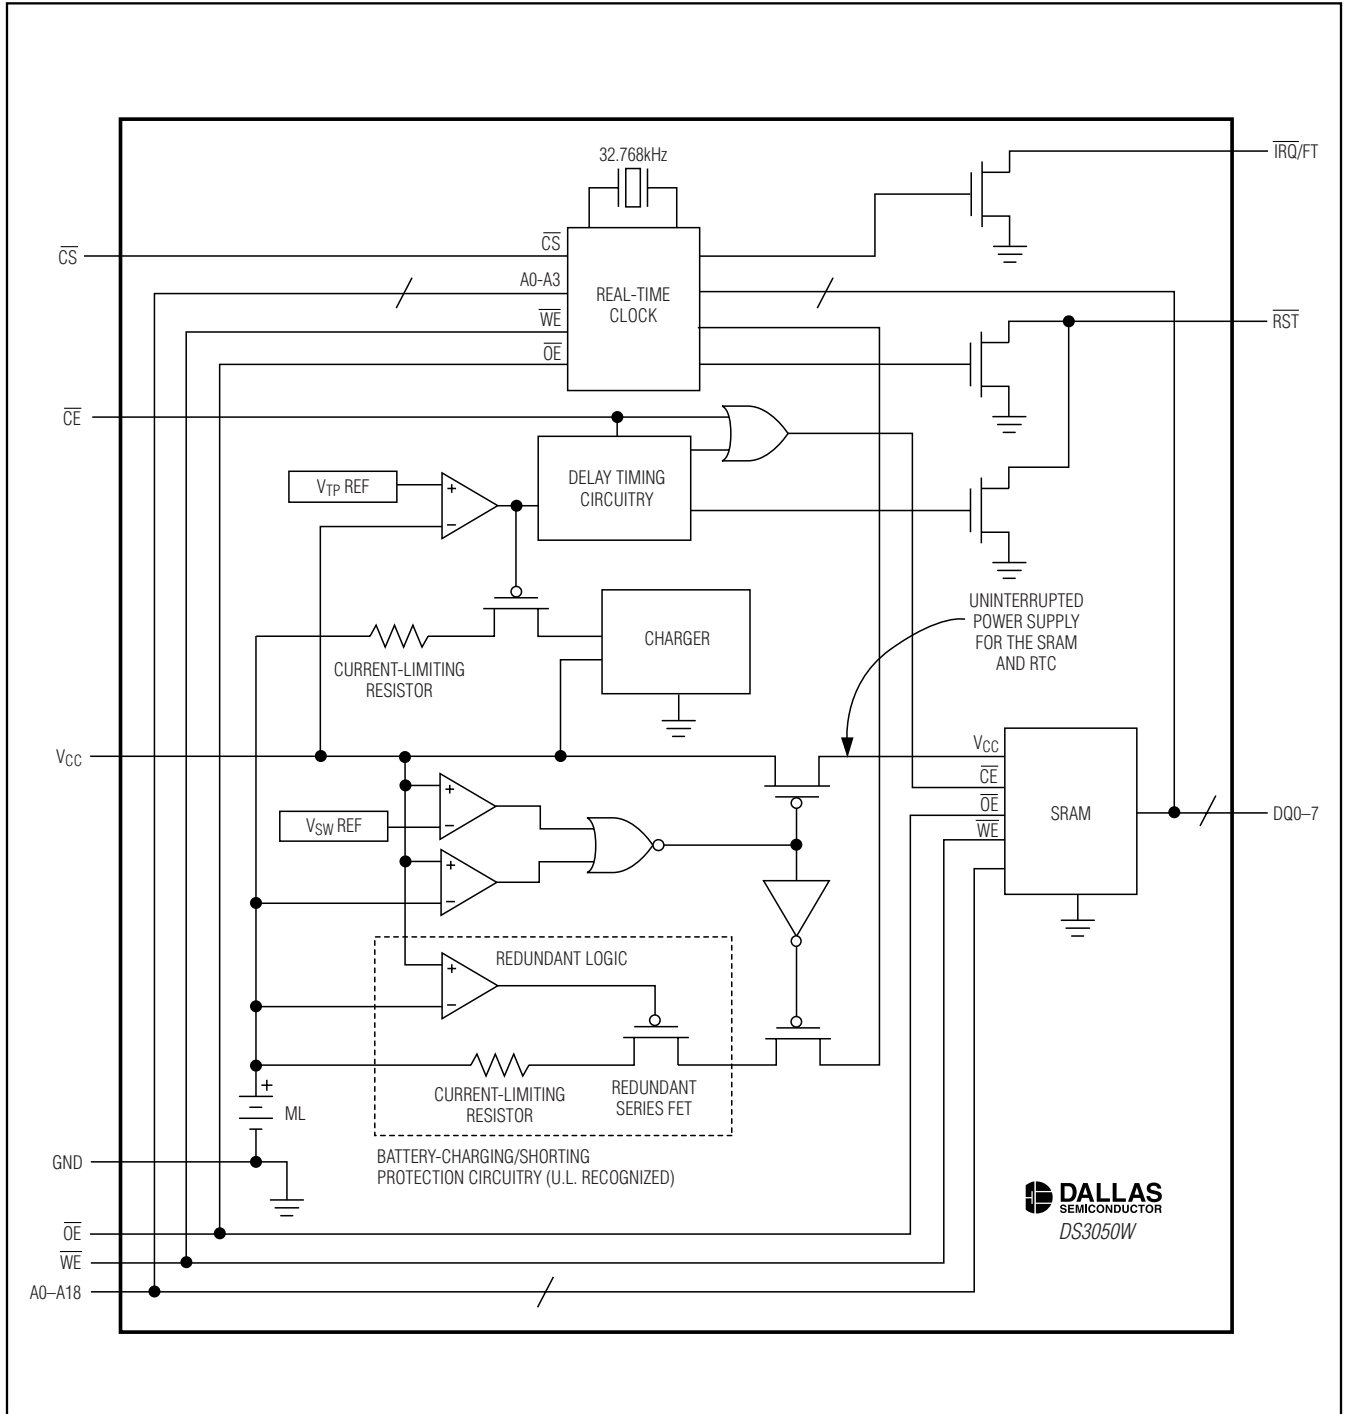 32.768kHz
IRQ/FT
CS
CS
A0-A3
REAL-TIME
CLOCK
WE
RST
OE
CE
VTP REF
+
−
DELAY TIMING
CIRCUITRY
UNINTERRUPTED
POWER SUPPLY
FOR THE SRAM
AND RTC
CHARGER
CURRENT-LIMITING
RESISTOR
VCC
VCC
CE
OE
WE
SRAM
DQ0–7
+
VSW REF
−
+
−
REDUNDANT LOGIC
+
−
CURRENT-LIMITING
RESISTOR
REDUNDANT
SERIES FET
+
ML
GND
BATTERY-CHARGING/SHORTING
PROTECTION CIRCUITRY (U.L. RECOGNIZED)
DALLAS
SEMICONDUCTOR
DS3050W
OE
WE
A0–A18